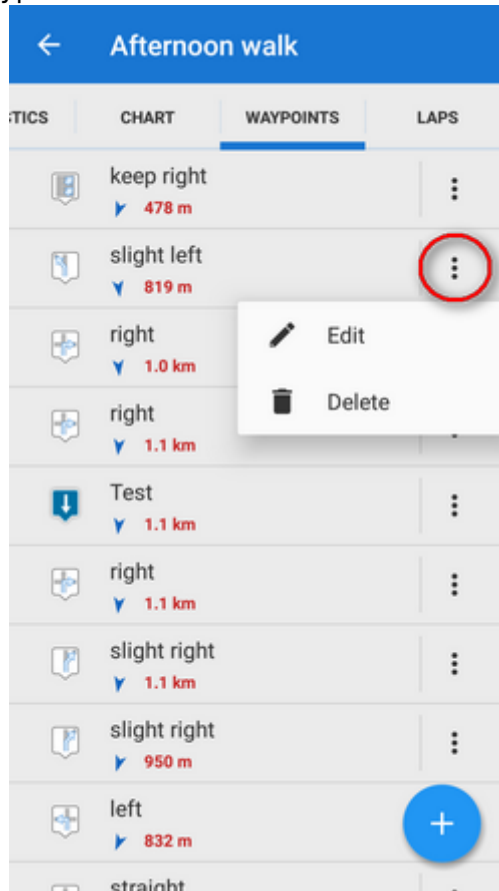 Afternoon walk
TICS CHART WAYPOINTS LAPS
keep right
478 m
slight left
819 m
right
1.0 km
Edit
right
1.1 km
Delete
Test
1.1 km
right
1.1 km
slight right
1.1 km
slight right
950 m
left
832 m
straight